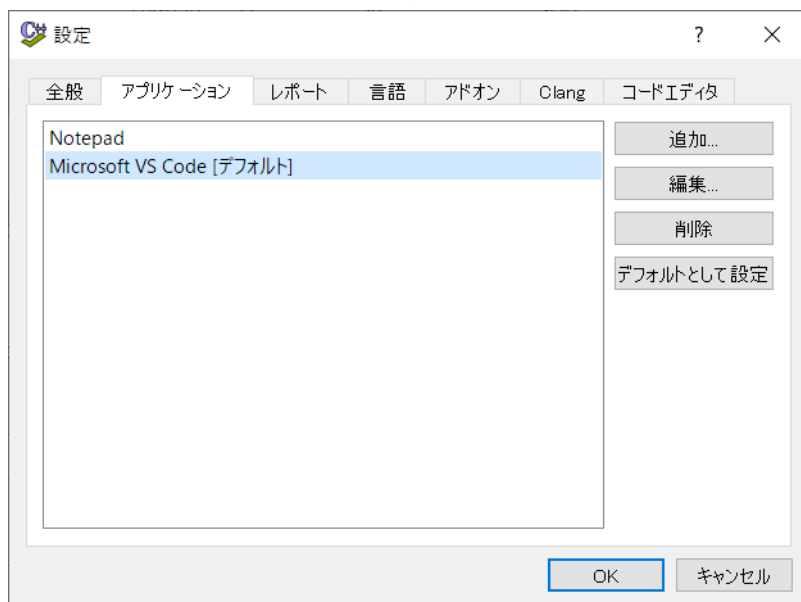 設定
全般 アプリケーション レポート 言語 アドオン Clang コードエディタ
Notepad
Microsoft VS Code [デフォルト]
追加...
編集...
削除
デフォルトとして設定
OK キャンセル